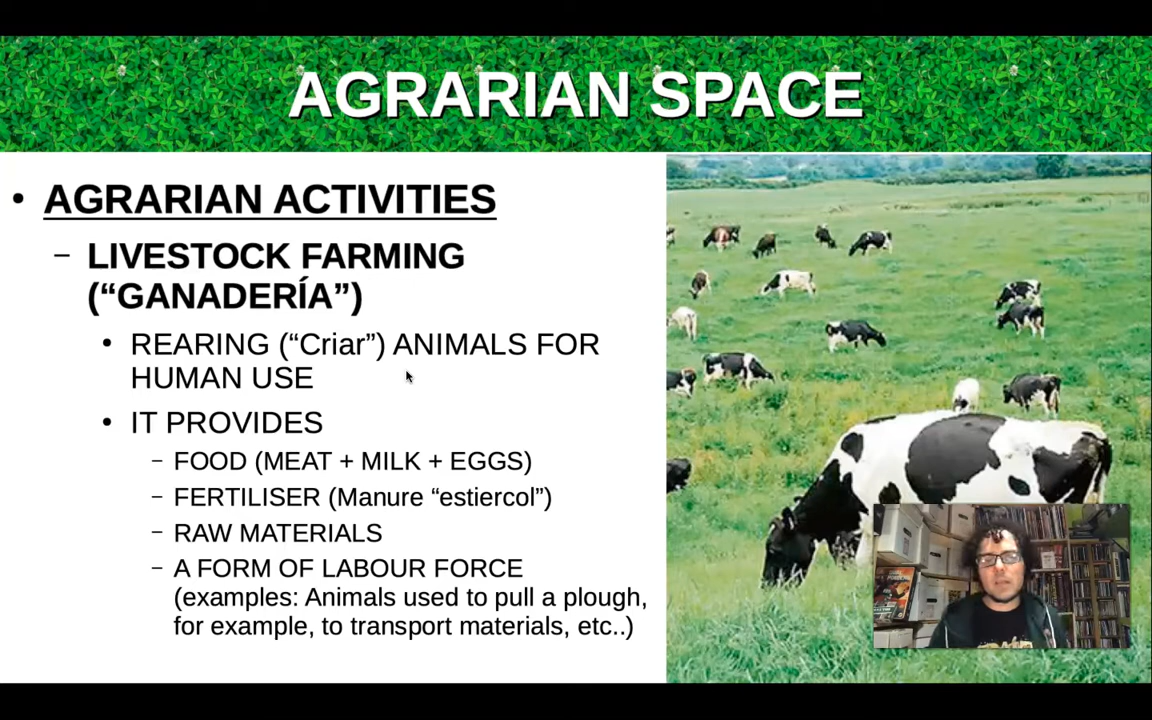 AGRARIAN SPACE
• AGRARIAN ACTIVITIES
– LIVESTOCK FARMING
(“GANADERÍA”)
• REARING (“Criar”) ANIMALS FOR
HUMAN USE
• IT PROVIDES
– FOOD (MEAT + MILK + EGGS)
– FERTILISER (Manure “estiercol”)
– RAW MATERIALS
– A FORM OF LABOUR FORCE
(examples: Animals used to pull a plough,
for example, to transport materials, etc..)